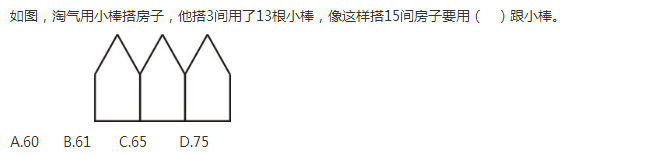 如图，淘气用小棒搭房子，他搭3间用了13根小棒，像这样搭15间房子要用（　）跟小棒。
A.60 B.61 C.65 D.75